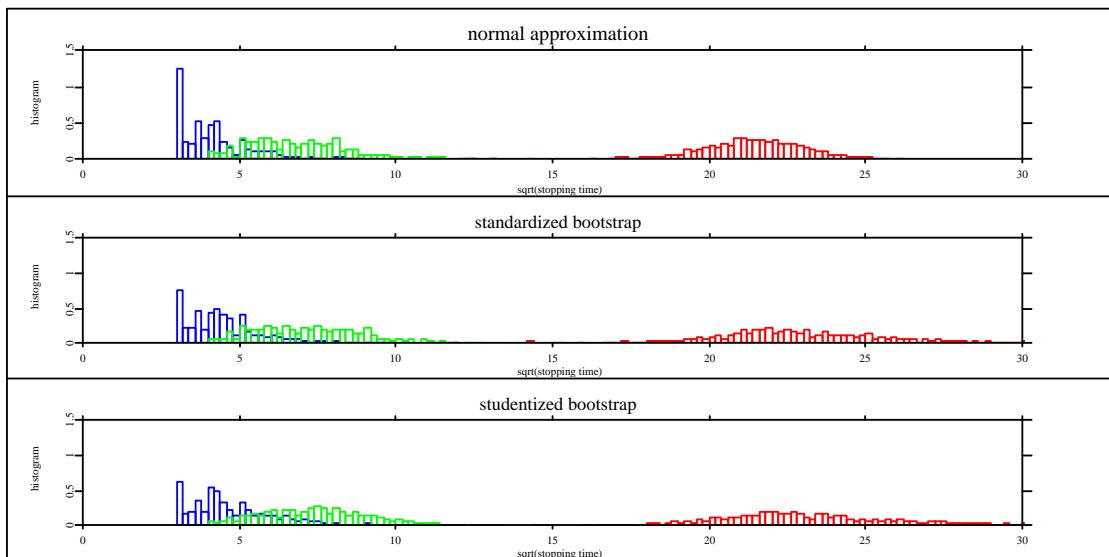 normal approximation
histogram
0 0.5 1 1.5
0 5 10 15 20 25 30
sqrt(stopping time)
standardized bootstrap
histogram
0 0.5 1 1.5
0 5 10 15 20 25 30
sqrt(stopping time)
studentized bootstrap
histogram
0 0.5 1 1.5
0 5 10 15 20 25 30
sqrt(stopping time)